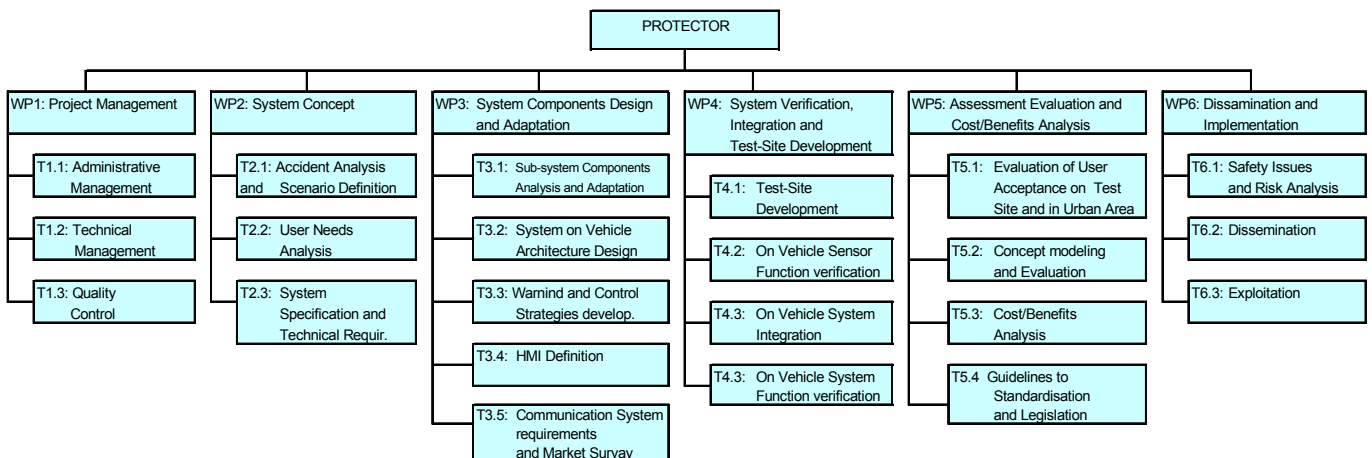 PROTECTOR
WP1: Project Management
T1.1: Administrative
Management
T1.2: Technical
Management
T1.3: Quality
Control
WP2: System Concept
T2.1: Accident Analysis
and Scenario Definition
T2.2: User Needs
Analysis
T2.3: System
Specification and
Technical Requir.
WP3: System Components Design
and Adaptation
T3.1: Sub-system Components
Analysis and Adaptation
T3.2: System on Vehicle
Architecture Design
T3.3: Warnind and Control
Strategies develop.
T3.4: HMI Definition
T3.5: Communication System
requirements
and Market Survay
WP4: System Verification,
Integration and
Test-Site Development
T4.1: Test-Site
Development
T4.2: On Vehicle Sensor
Function verification
T4.3: On Vehicle System
Integration
T4.3: On Vehicle System
Function verification
WP5: Assessment Evaluation and
Cost/Benefits Analysis
T5.1: Evaluation of User
Acceptance on Test
Site and in Urban Area
T5.2: Concept modeling
and Evaluation
T5.3: Cost/Benefits
Analysis
T5.4 Guidelines to
Standardisation
and Legislation
WP6: Dissamination and
Implementation
T6.1: Safety Issues
and Risk Analysis
T6.2: Dissemination
T6.3: Exploitation